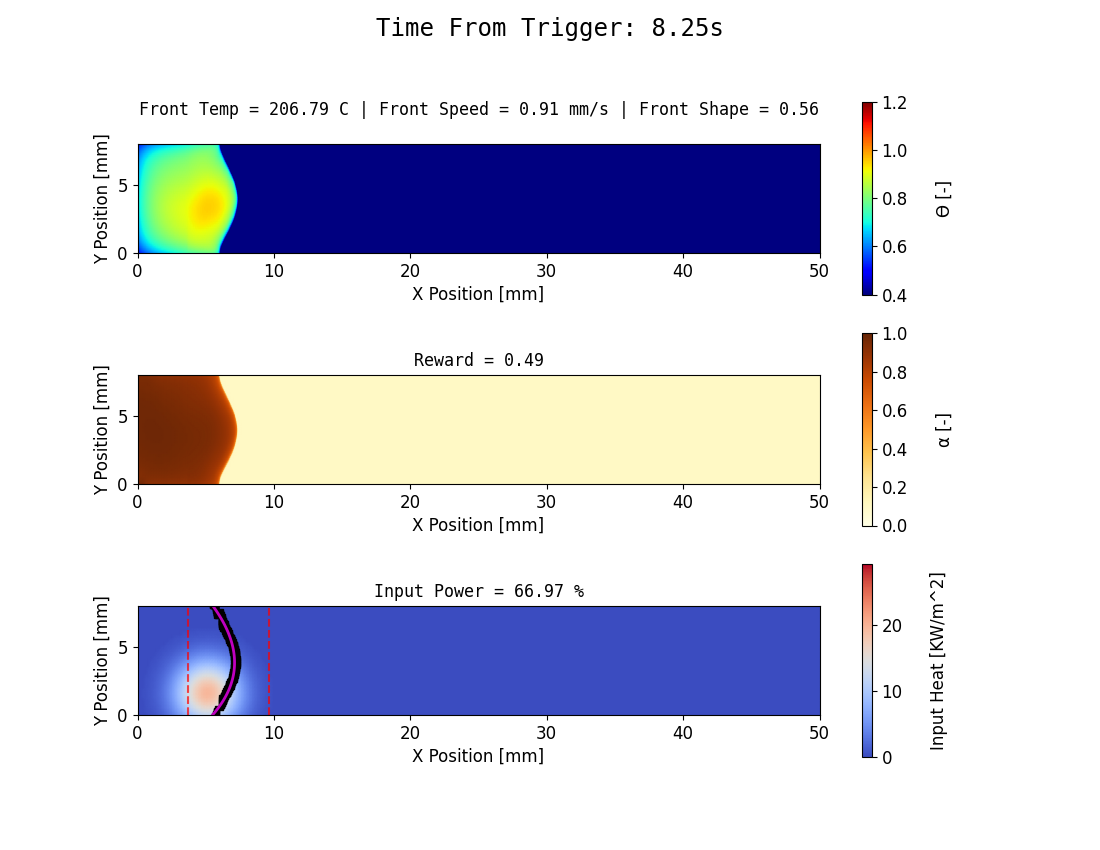 Time From Trigger: 8.25s
Front Temp = 206.79 C | Front Speed = 0.91 mm/s | Front Shape = 0.56
Y Position [mm]
5
0
0 10 20 30 40 50
X Position [mm]
1.2
1.0
0.8
0.6
0.4
Θ [-]
Reward = 0.49
Y Position [mm]
5
0
0 10 20 30 40 50
X Position [mm]
1.0
0.8
0.6
0.4
0.2
0.0
α [-]
Input Power = 66.97 %
Y Position [mm]
5
0
0 10 20 30 40 50
X Position [mm]
20
10
0
Input Heat [KW/m^2]